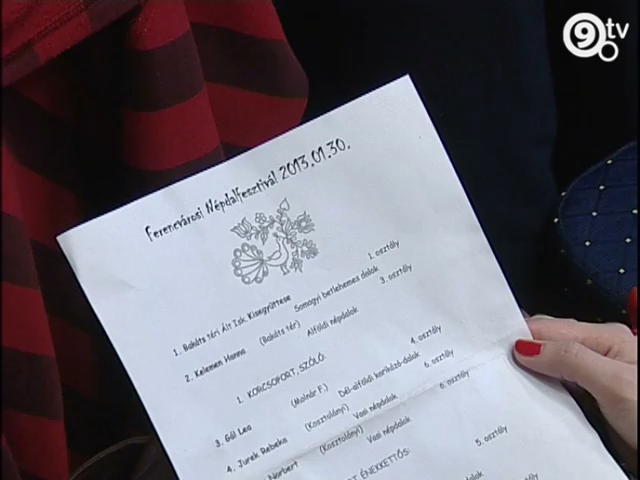 9tv
Ferencvárosi Népdalfesztivál 2013.01.30.
1. Bakáts téri Ált Isk. Kisegyüttese Somogyi betlehemes dalok 1. osztály
2. Kelemen Hanna (Bakáts tér) Alföldi népdalok 3. osztály
1. KORCSOPORT, SZÓLÓ:
3. Gál Lea (Molnár F.) Dél-alföldi karikázó dalok 4. osztály
4. Jurek Rebeka (Kosztolányi) Vasi népdalok 6. osztály
Norbert (Kosztolányi) Vasi népdalok 6. osztály
ÉNEKKETTŐS:
5. osztály